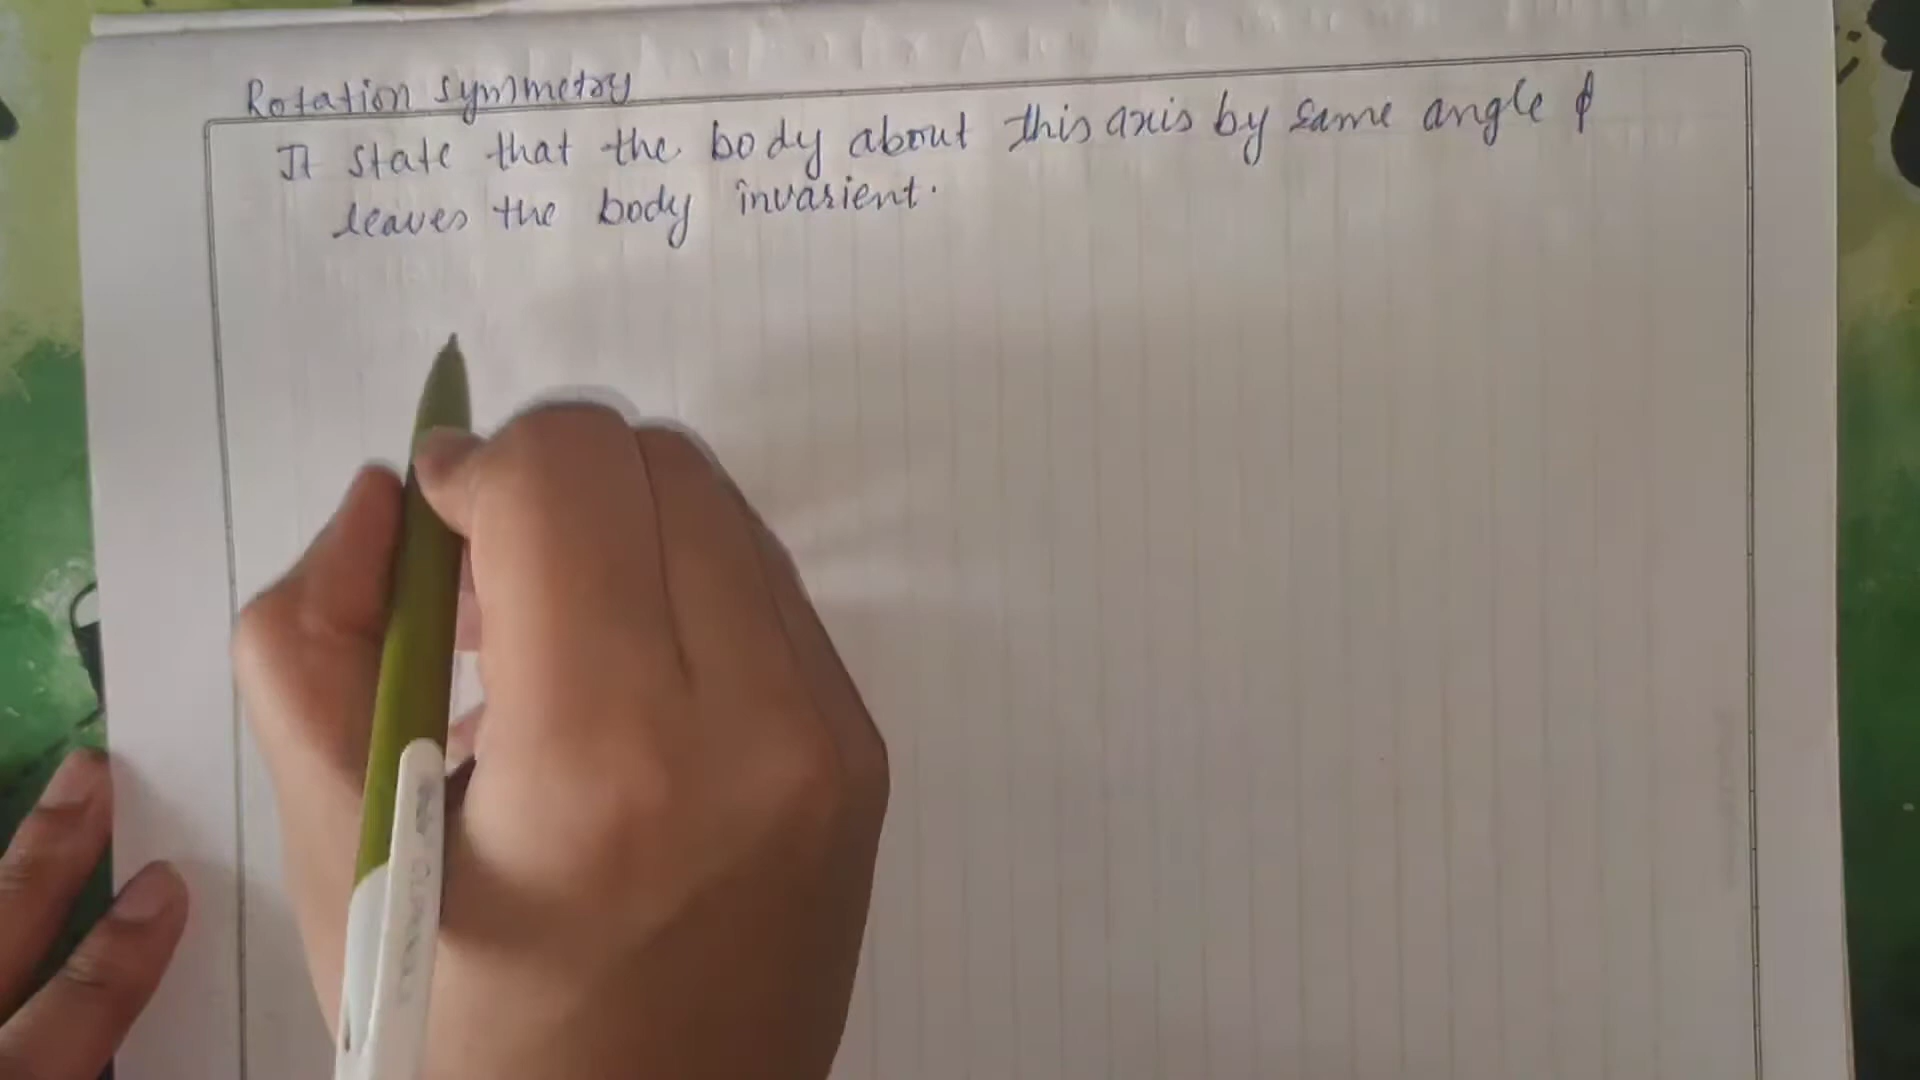 Rotation symmetry
It state that the body about this axis by same angle ϕ
leaves the body invarient.